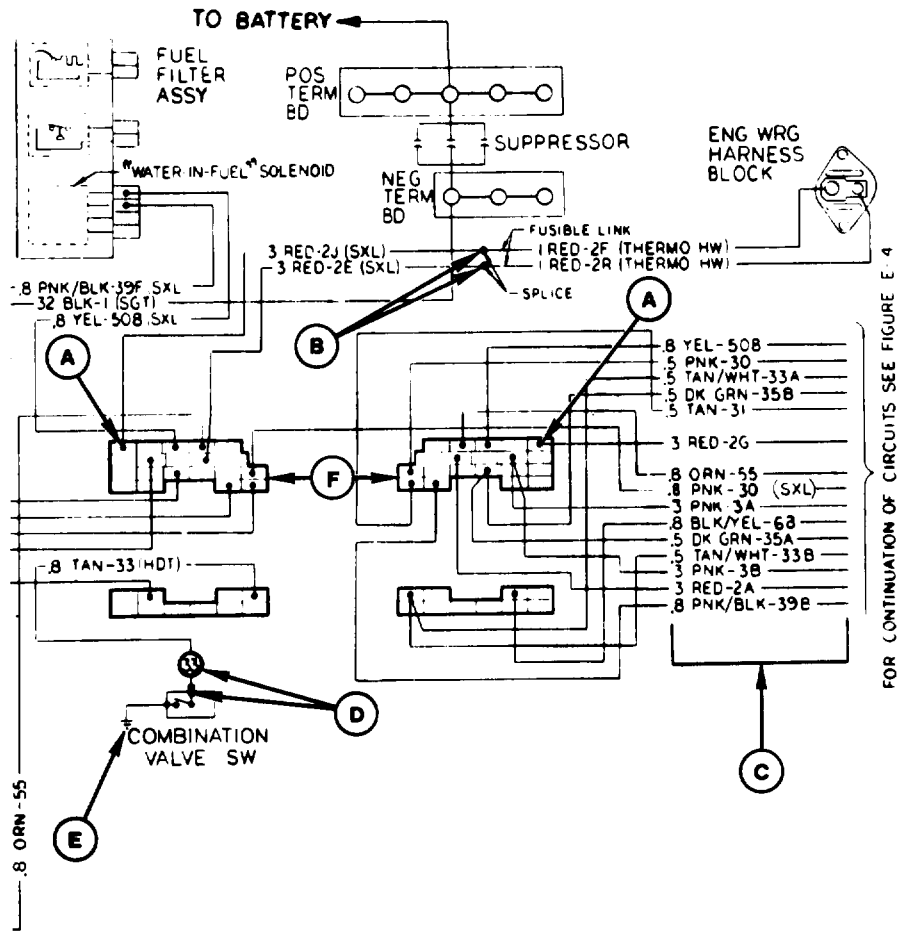 TO BATTERY
FUEL
FILTER
ASSY
POS
TERM
BD
SUPPRESSOR
ENG WRG
HARNESS
BLOCK
"WATER-IN-FUEL" SOLENOID
NEG
TERM
BD
FUSIBLE LINK
3 RED-2J (SXL)
1 RED-2F (THERMO HW)
3 RED-2E (SXL)
1 RED-2R (THERMO HW)
SPLICE
.8 PNK/BLK-39F SXL
32 BLK-1 (SGT)
.8 YEL-508 SXL
A
B
A
.8 YEL-508
.5 PNK-30
.5 TAN/WHT-33A
.5 DK GRN-35B
.5 TAN-31
3 RED-2G
F
.8 ORN-55
.8 PNK-30 (SXL)
3 PNK-3A
.8 BLK/YEL-68
.5 DK GRN-35A
.5 TAN/WHT-33B
3 PNK-3B
3 RED-2A
.8 PNK/BLK-39B
.8 TAN-33 (HDT)
FOR CONTINUATION OF CIRCUITS SEE FIGURE E-4
D
COMBINATION
VALVE SW
C
E
.8 ORN-55